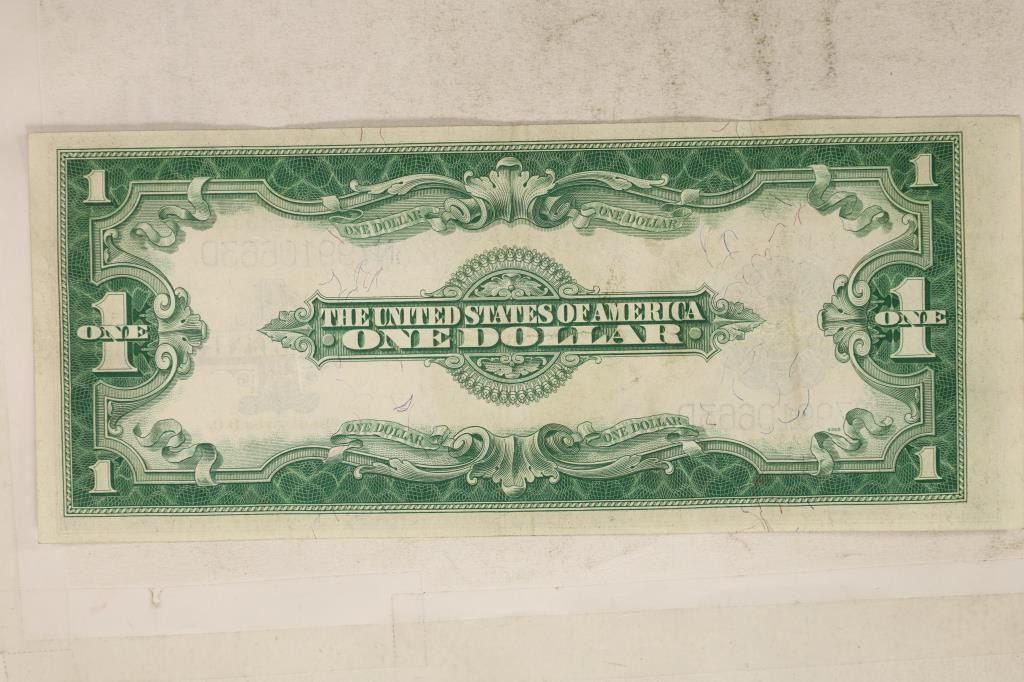 1 1
ONE DOLLAR ONE DOLLAR
THE UNITED STATES OF AMERICA
1 ONE 1 ONE
ONE DOLLAR
ONE DOLLAR ONE DOLLAR
1 1